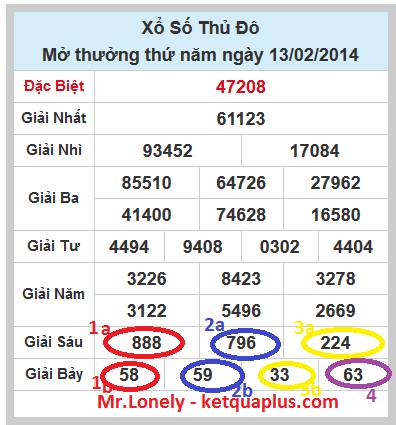 Xổ Số Thủ Đô
Mở thưởng thứ năm ngày 13/02/2014
Đặc Biệt 47208
Giải Nhất 61123
Giải Nhì 93452 17084
Giải Ba 85510 64726 27962
41400 74628 16580
Giải Tư 4494 9408 0302 4404
Giải Năm 3226 8423 3278
3122 5496 2669
1a 2a 3a
Giải Sáu 888 796 224
Giải Bảy 58 59 33 63
1b 2b 3b 4
Mr.Lonely - ketquaplus.com